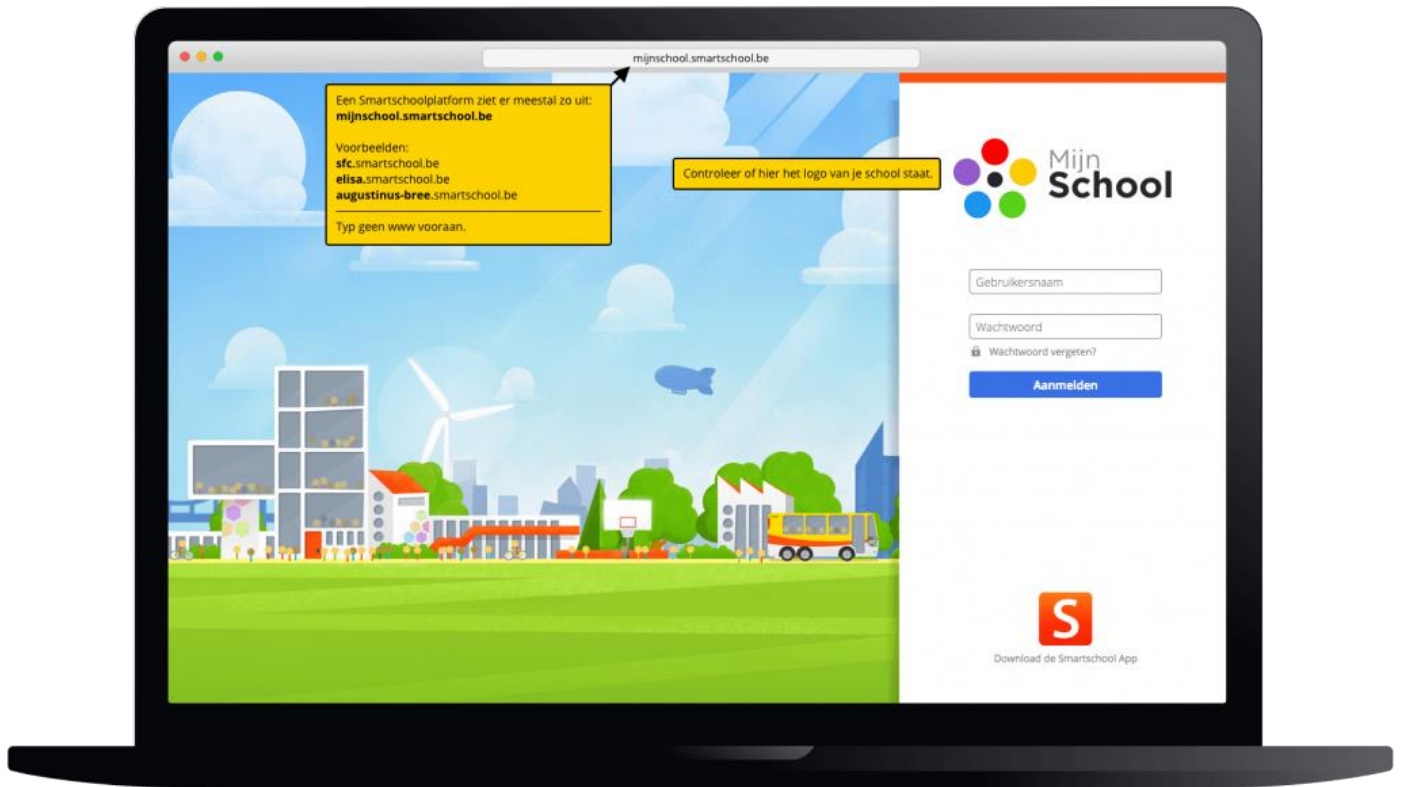 mijnschool.smartschool.be
Een Smartschoolplatform ziet er meestal zo uit:
mijnschool.smartschool.be
Voorbeelden:
sfc.smartschool.be
elisa.smartschool.be
augustinus-bree.smartschool.be
Typ geen www vooraan.
Controleer of hier het logo van je school staat.
Mijn
School
Gebruikersnaam
Wachtwoord
Wachtwoord vergeten?
Aanmelden
S
Download de Smartschool App